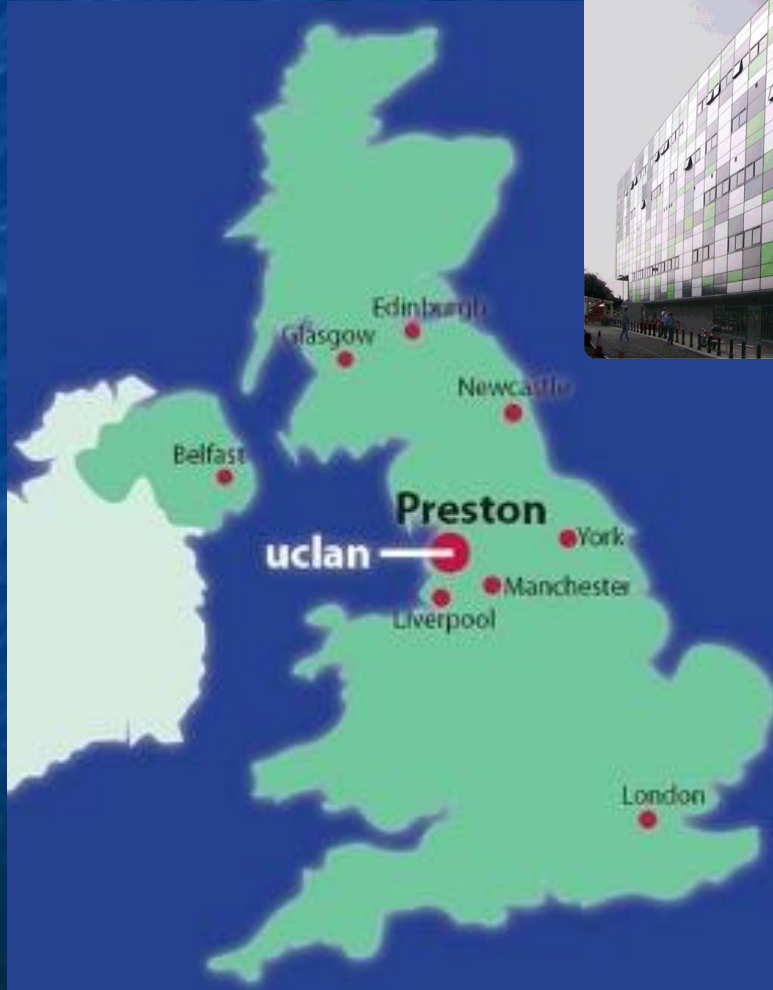 Edinburgh
Glasgow
Newcastle
Belfast
Preston
uclan
York
Manchester
Liverpool
London